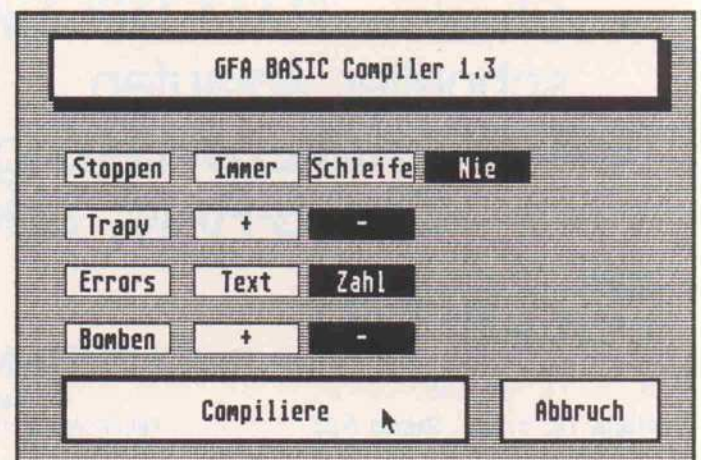 GFA BASIC Compiler 1.3
Stoppen Immer Schleife Nie
Trapv + -
Errors Text Zahl
Bomben + -
Compiliere Abbruch